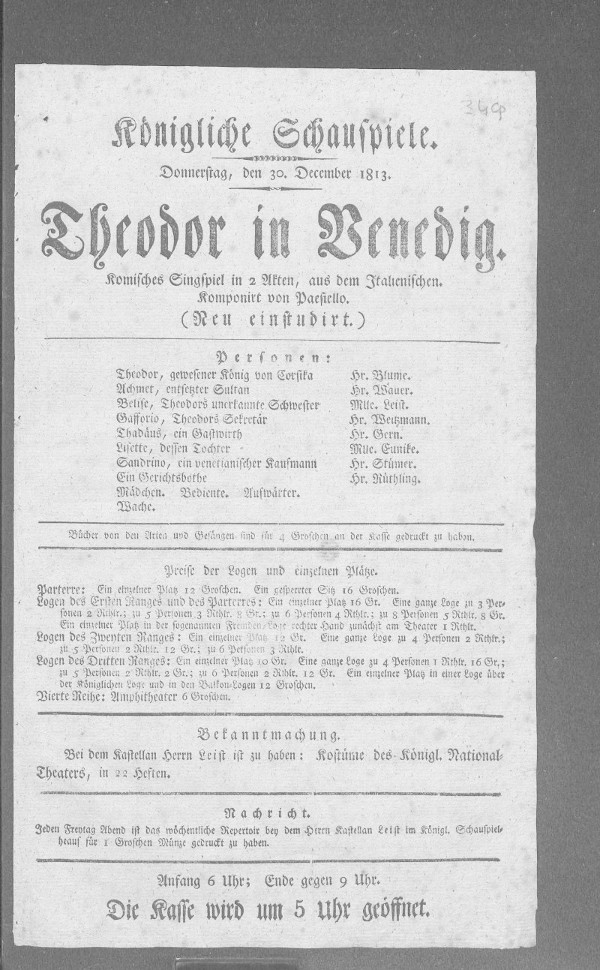 Königliche Schauspiele.
Donnerstag, den 30. December 1813.
Theodor in Venedig.
Komisches Singspiel in 2 Akten, aus dem Italienischen.
Komponirt von Paesiello.
(Neu einstudirt.)
Personen:
Theodor, gewesener König von Corsika Hr. Blume.
Achmet, entsetzter Sultan Hr. Wauer.
Belise, Theodors unerkannte Schwester Mlle. Leist.
Gafforio, Theodors Sekretär Hr. Weitzmann.
Thadäus, ein Gastwirth Hr. Gern.
Lisette, dessen Tochter Mlle. Eunike.
Sandrino, ein venetianischer Kaufmann Hr. Stümer.
Ein Gerichtsbothe Hr. Rüthling.
Mädchen. Bediente. Aufwärter.
Wache.
Bücher von den Arien und Gesängen sind für 4 Groschen an der Kasse gedruckt zu haben.
Preise der Logen und einzelnen Plätze.
Parterre: Ein einzelner Platz 12 Groschen. Ein gesperrter Sitz 16 Groschen.
Logen des Ersten Ranges und des Parterres: Ein einzelner Platz 16 Gr. Eine ganze Loge zu 3 Per-
sonen 2 Rthlr.; zu 5 Personen 3 Rthlr. 8 Gr.; zu 6 Personen 4 Rthlr.; zu 8 Personen 5 Rthlr. 8 Gr.
Ein einzelner Platz in der sogenannten Fremden-Loge rechter Hand zunächst am Theater 1 Rthlr.
Logen des Zweyten Ranges: Ein einzelner Platz 12 Gr. Eine ganze Loge zu 4 Personen 2 Rthlr.;
zu 5 Personen 2 Rthlr. 12 Gr.; zu 6 Personen 3 Rthlr.
Logen des Dritten Ranges: Ein einzelner Platz 10 Gr. Eine ganze Loge zu 4 Personen 1 Rthlr. 16 Gr.;
zu 5 Personen 2 Rthlr. 2 Gr.; zu 6 Personen 2 Rthlr. 12 Gr. Ein einzelner Platz in einer Loge über
der Königlichen Loge und in den Balkon-Logen 12 Groschen.
Vierte Reihe: Amphitheater 6 Groschen.
Bekanntmachung.
Bei dem Kastellan Herrn Leist ist zu haben: Kostüme des Königl. National-
Theaters, in 22 Heften.
Nachricht.
Jeden Freytag Abend ist das wöchentliche Repertoir bey dem Herrn Kastellan Leist im Königl. Schauspiel-
hause für 1 Groschen Münze gedruckt zu haben.
Anfang 6 Uhr; Ende gegen 9 Uhr.
Die Kasse wird um 5 Uhr geöffnet.